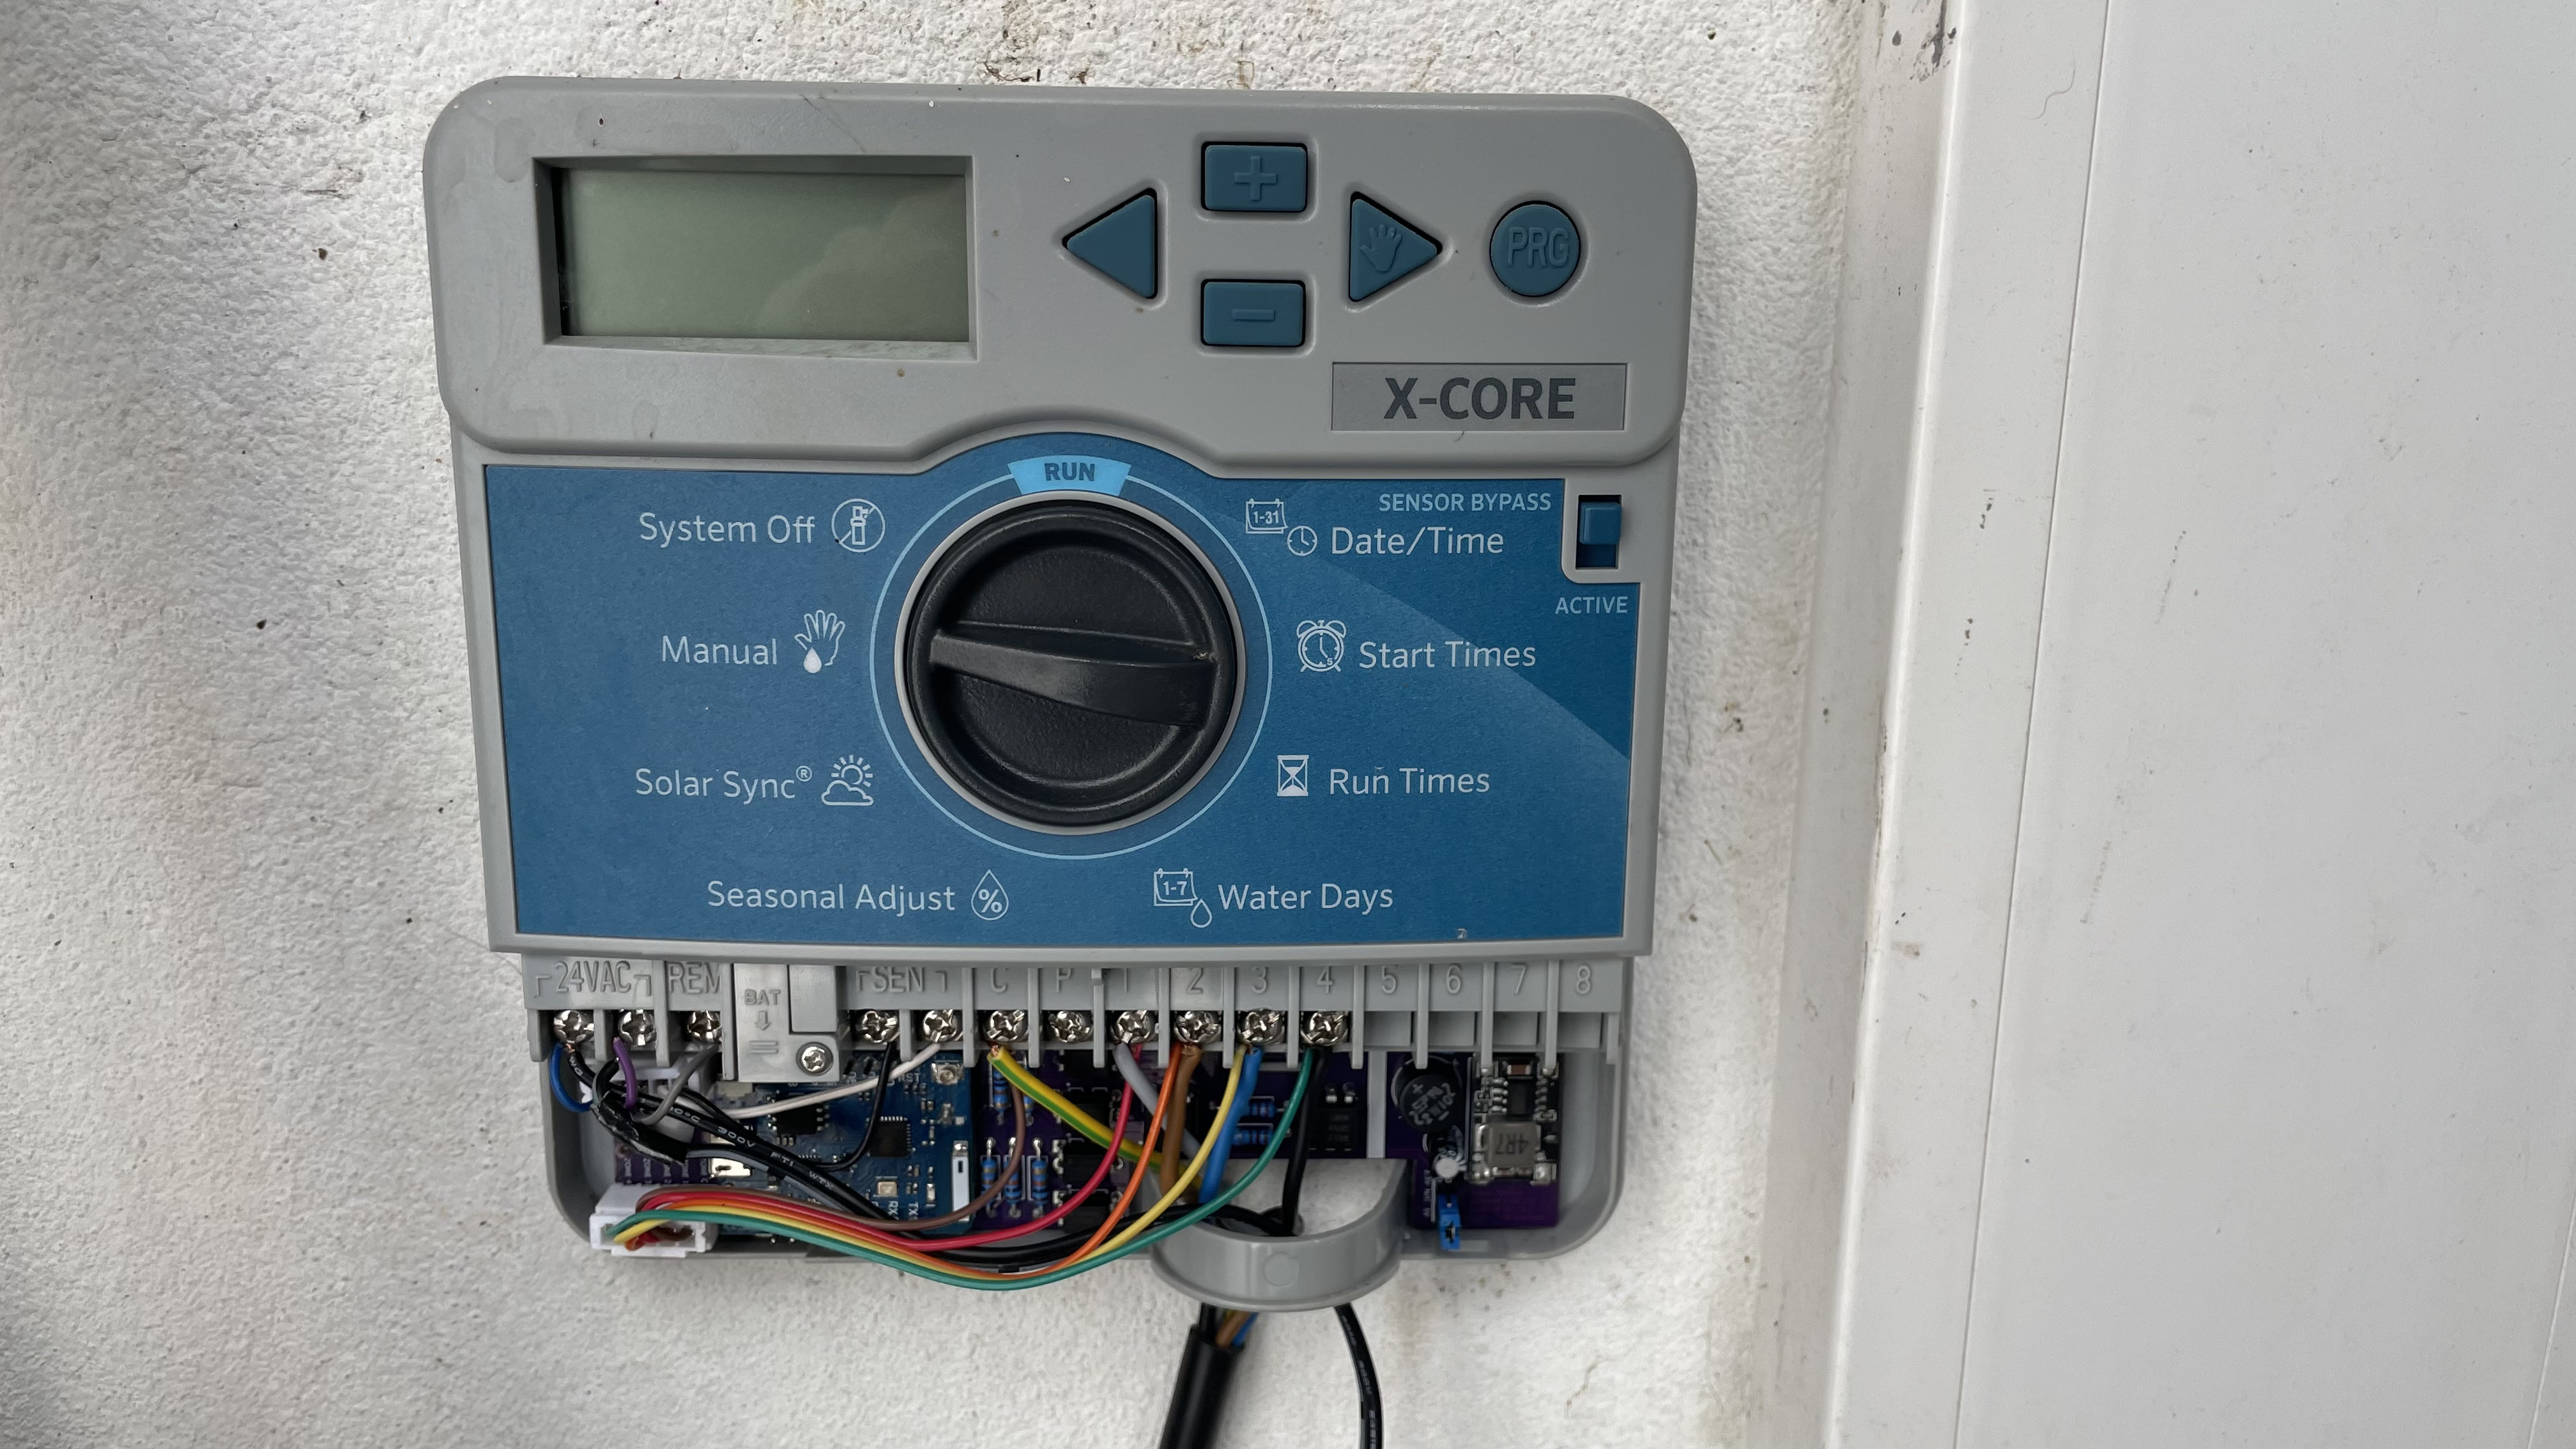 PRG
X-CORE
RUN
System Off
SENSOR BYPASS
1-31
Date/Time
ACTIVE
Manual
Start Times
Solar Sync®
Run Times
Seasonal Adjust %
1-7
Water Days
24VAC REM BAT SEN C P 1 2 3 4 5 6 7 8
300V
4R7